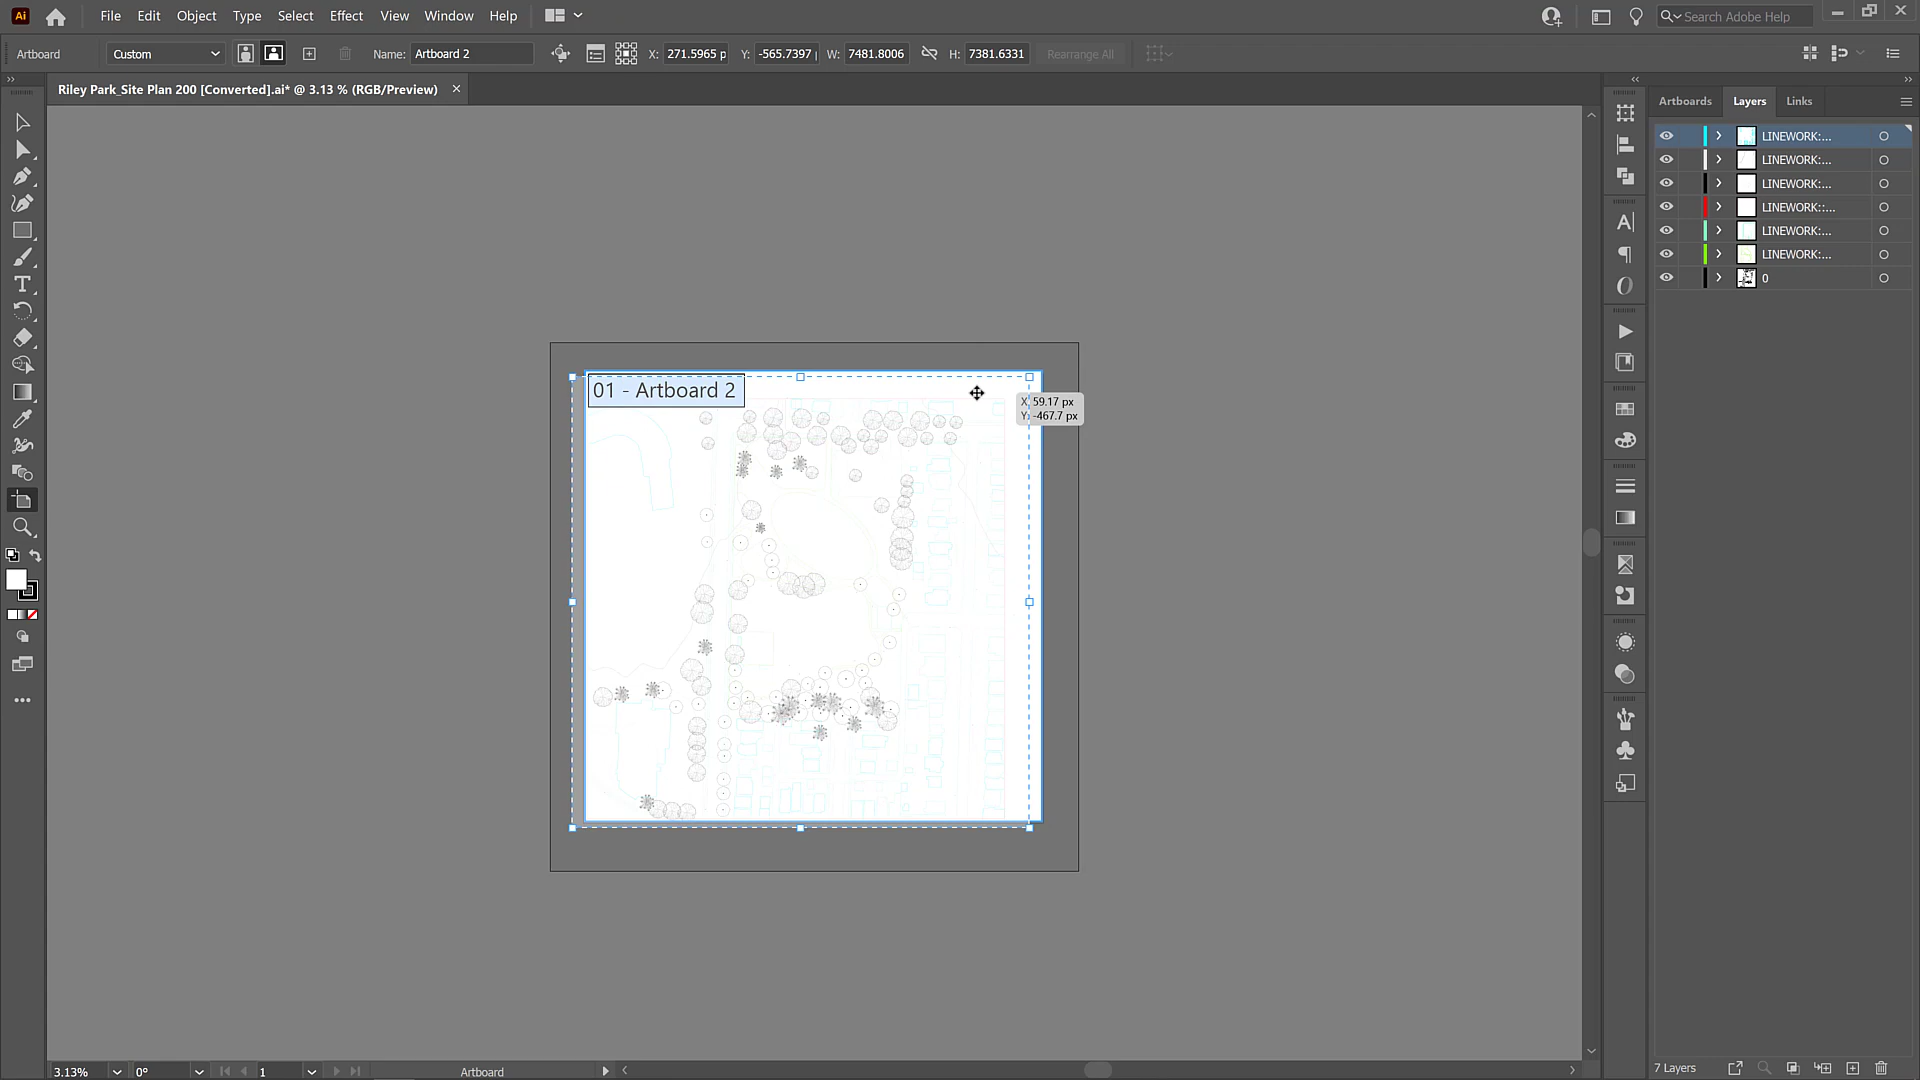 Ai File Edit Object Type Select Effect View Window Help Search Adobe Help
Artboard Custom Name: Artboard 2 X: 271.5965 p Y: -565.7397 W: 7481.8006 H: 7381.6331 Rearrange All
Riley Park_Site Plan 200 [Converted].ai* @ 3.13 % (RGB/Preview)
Artboards Layers Links
LINEWORK:...
LINEWORK:...
LINEWORK:...
LINEWORK::...
LINEWORK:...
LINEWORK:...
0
01 - Artboard 2
X: 59.17 px
Y: -467.7 px
3.13% 0° 1 Artboard
7 Layers